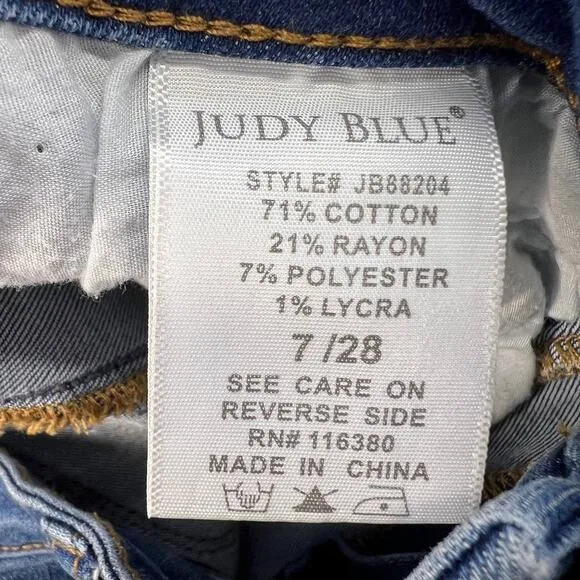 JUDY BLUE®
STYLE# JB88204
71% COTTON
21% RAYON
7% POLYESTER
1% LYCRA
7 /28
SEE CARE ON
REVERSE SIDE
RN# 116380
MADE IN CHINA